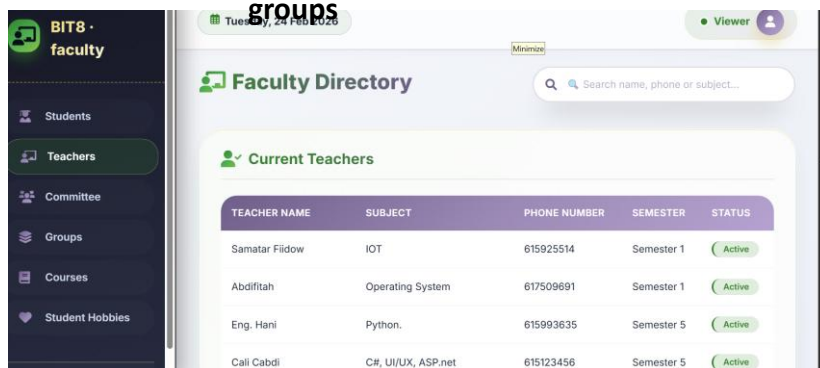 groups
BIT8 ·
faculty
Tuesday, 24 Feb 2026
Viewer
Minimize
Faculty Directory
Search name, phone or subject...
Students
Teachers
Committee
Groups
Courses
Student Hobbies
Current Teachers
TEACHER NAME SUBJECT PHONE NUMBER SEMESTER STATUS
Samatar Fiidow IOT 615925514 Semester 1 Active
Abdifitah Operating System 617509691 Semester 1 Active
Eng. Hani Python. 615993635 Semester 5 Active
Cali Cabdi C#, UI/UX, ASP.net 615123456 Semester 5 Active